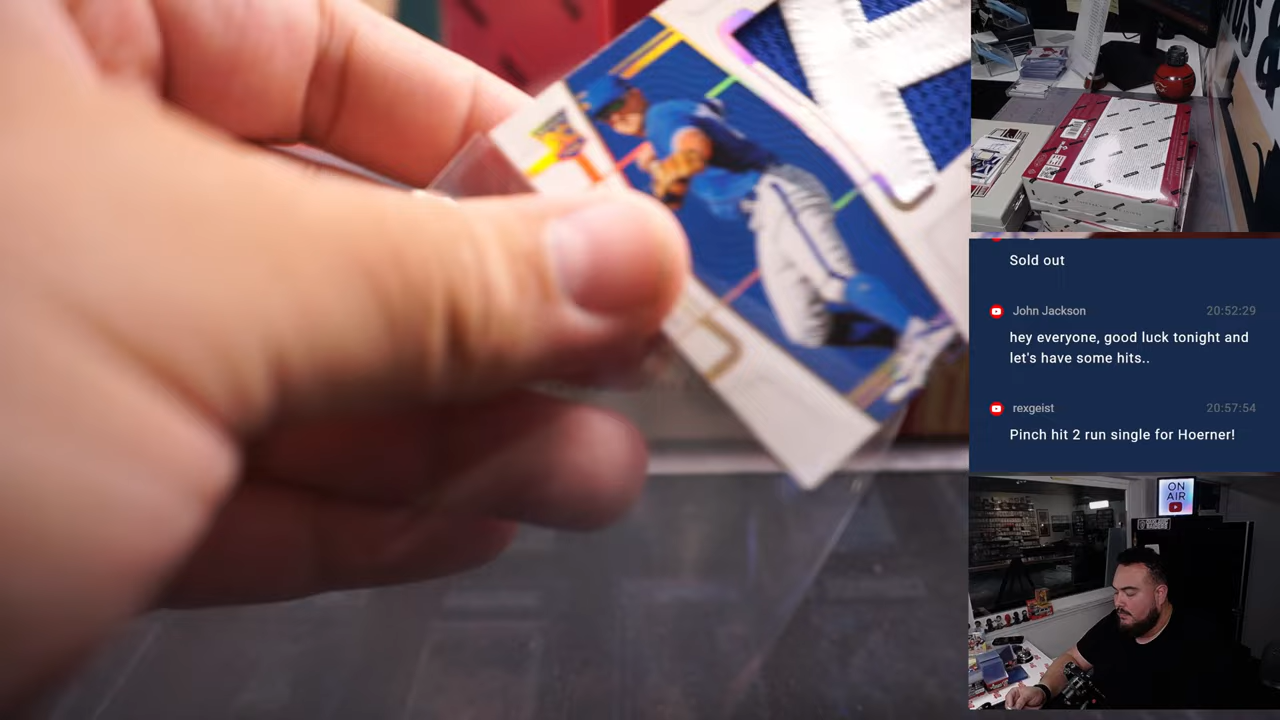 Sold out
John Jackson 20:52:29
hey everyone, good luck tonight and
let's have some hits..
rexgeist 20:57:54
Pinch hit 2 run single for Hoerner!
ON
AIR